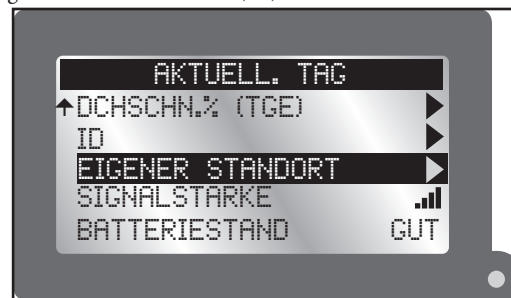 AKTUELL. TAG
DCHSCHN.% (TGE)
ID
EIGENER STANDORT
SIGNALSTARKE
BATTERIESTAND GUT